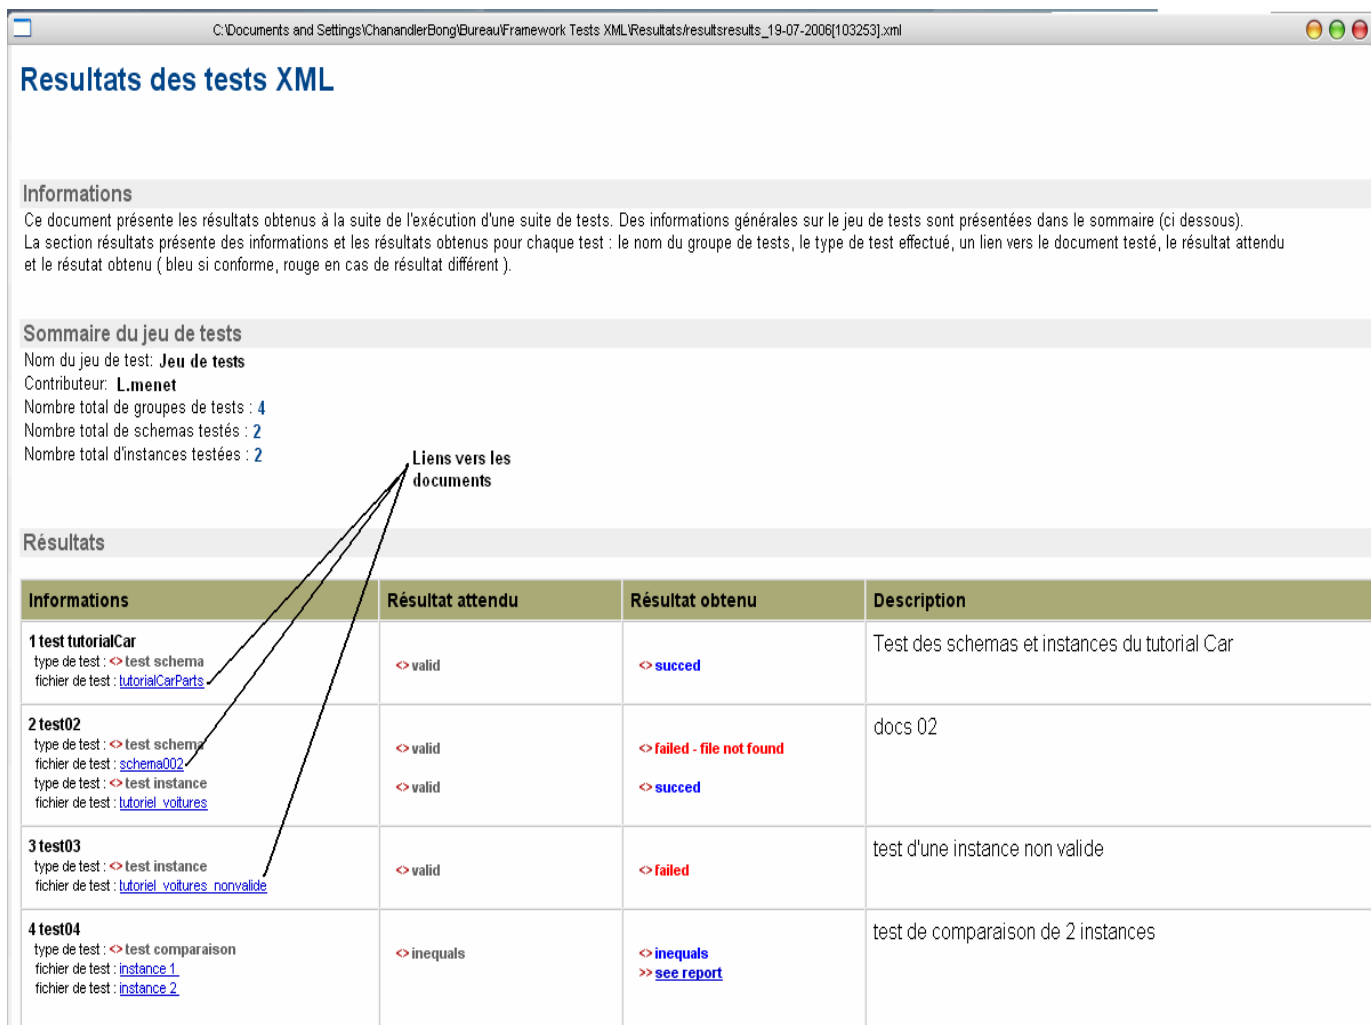 C:\Documents and Settings\ChanandlerBong\Bureau\Framework Tests XML\Resultats/resultsresults_19-07-2006[103253].xml
Resultats des tests XML
Informations
Ce document présente les résultats obtenus à la suite de l'exécution d'une suite de tests. Des informations générales sur le jeu de tests sont présentées dans le sommaire (ci dessous).
La section résultats présente des informations et les résultats obtenus pour chaque test : le nom du groupe de tests, le type de test effectué, un lien vers le document testé, le résultat attendu
et le résutat obtenu ( bleu si conforme, rouge en cas de résultat différent ).
Sommaire du jeu de tests
Nom du jeu de test: Jeu de tests
Contributeur: L.menet
Nombre total de groupes de tests : 4
Nombre total de schemas testés : 2
Nombre total d'instances testées : 2
Liens vers les
documents
Résultats
Informations Résultat attendu Résultat obtenu Description
1 test tutorialCar
type de test : <> test schema
fichier de test : tutorialCarParts
<> valid
<> succed
Test des schemas et instances du tutorial Car
2 test02
type de test : <> test schema
fichier de test : schema002
type de test : <> test instance
fichier de test : tutoriel_voitures
<> valid
<> valid
<> failed - file not found
<> succed
docs 02
3 test03
type de test : <> test instance
fichier de test : tutoriel_voitures_nonvalide
<> valid
<> failed
test d'une instance non valide
4 test04
type de test : <> test comparaison
fichier de test : instance 1
fichier de test : instance 2
<> inequals
<> inequals
>> see report
test de comparaison de 2 instances